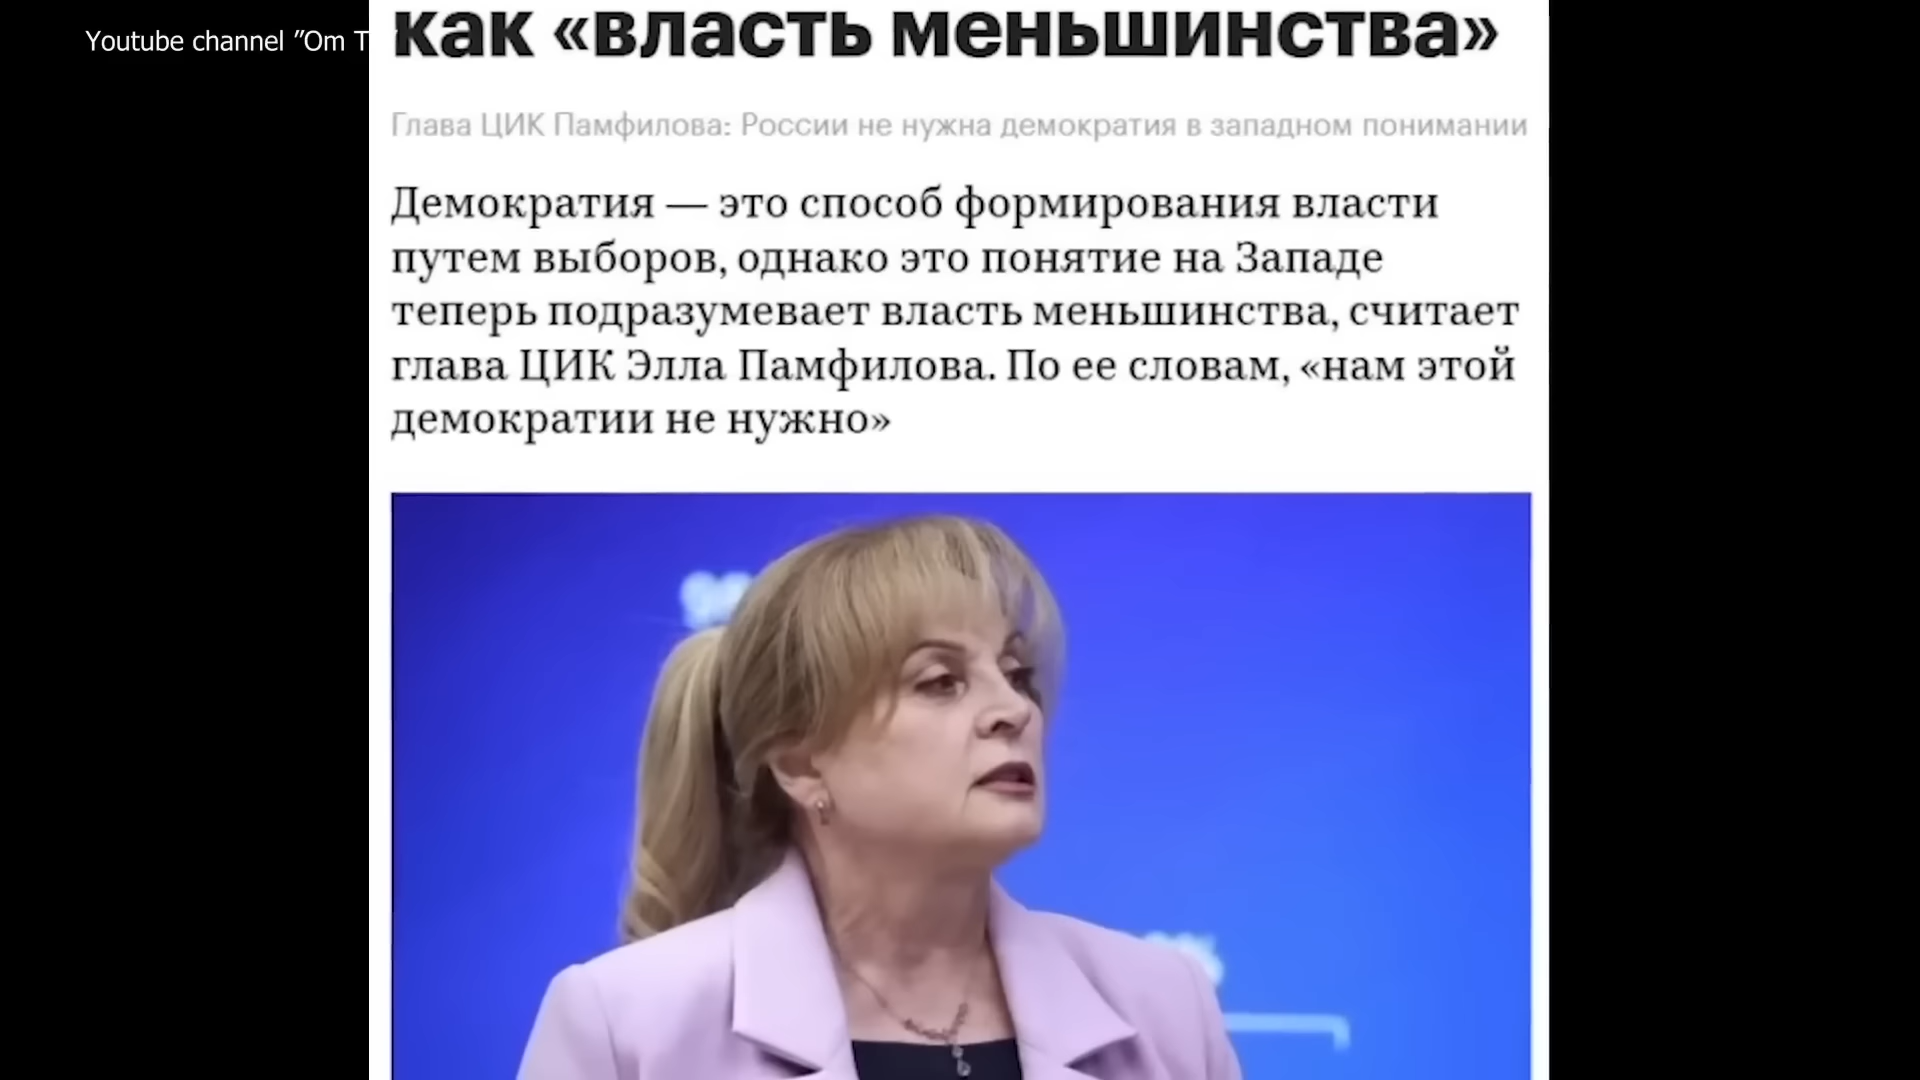 Youtube channel ”Om T
как «власть меньшинства»
Глава ЦИК Памфилова: России не нужна демократия в западном понимании
Демократия — это способ формирования власти
путем выборов, однако это понятие на Западе
теперь подразумевает власть меньшинства, считает
глава ЦИК Элла Памфилова. По ее словам, «нам этой
демократии не нужно»